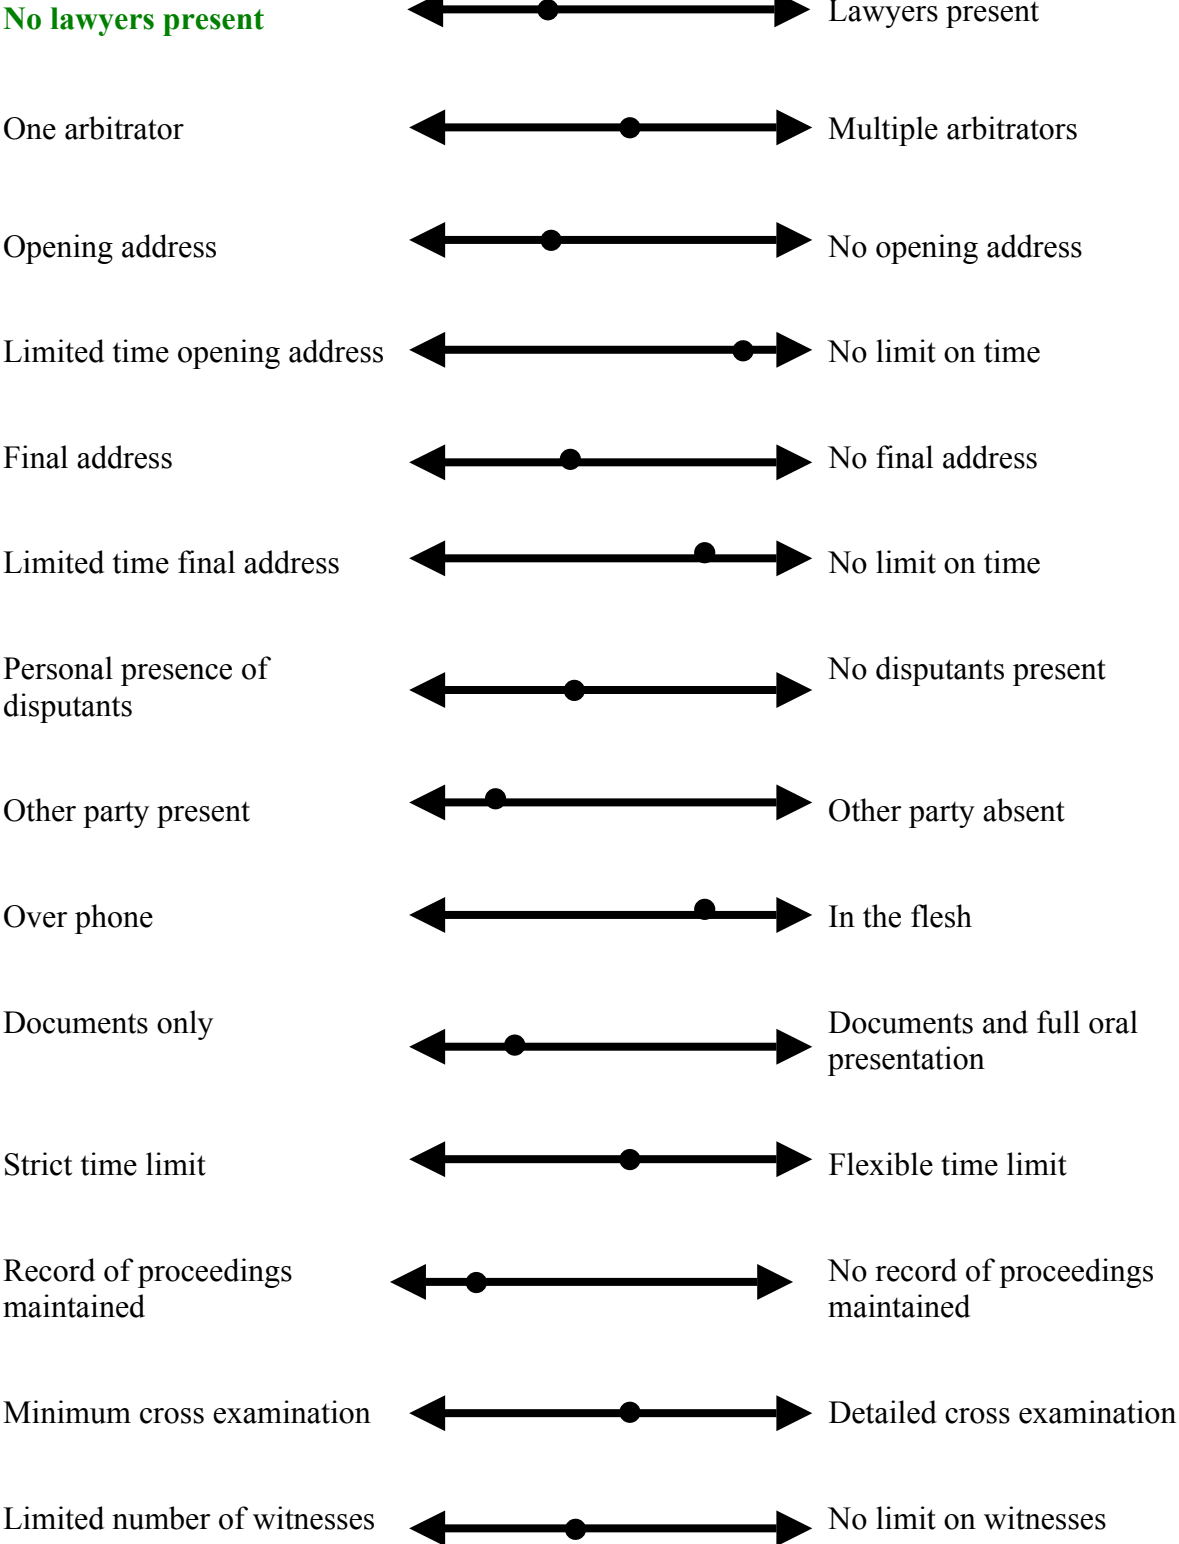 No lawyers present Lawyers present
One arbitrator Multiple arbitrators
Opening address No opening address
Limited time opening address No limit on time
Final address No final address
Limited time final address No limit on time
Personal presence of No disputants present
disputants
Other party present Other party absent
Over phone In the flesh
Documents only Documents and full oral
presentation
Strict time limit Flexible time limit
Record of proceedings No record of proceedings
maintained maintained
Minimum cross examination Detailed cross examination
Limited number of witnesses No limit on witnesses